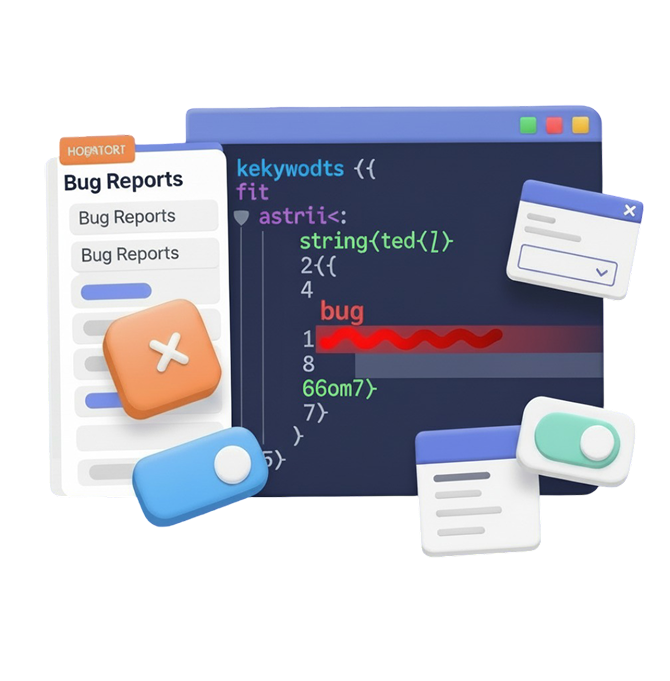 Bug Reports
Bug Reports
Bug Reports
kekywodts {{
fit
astrii<:
string{ted{]}
2{{
4
bug
1
8
66om7}
7}
}
5}